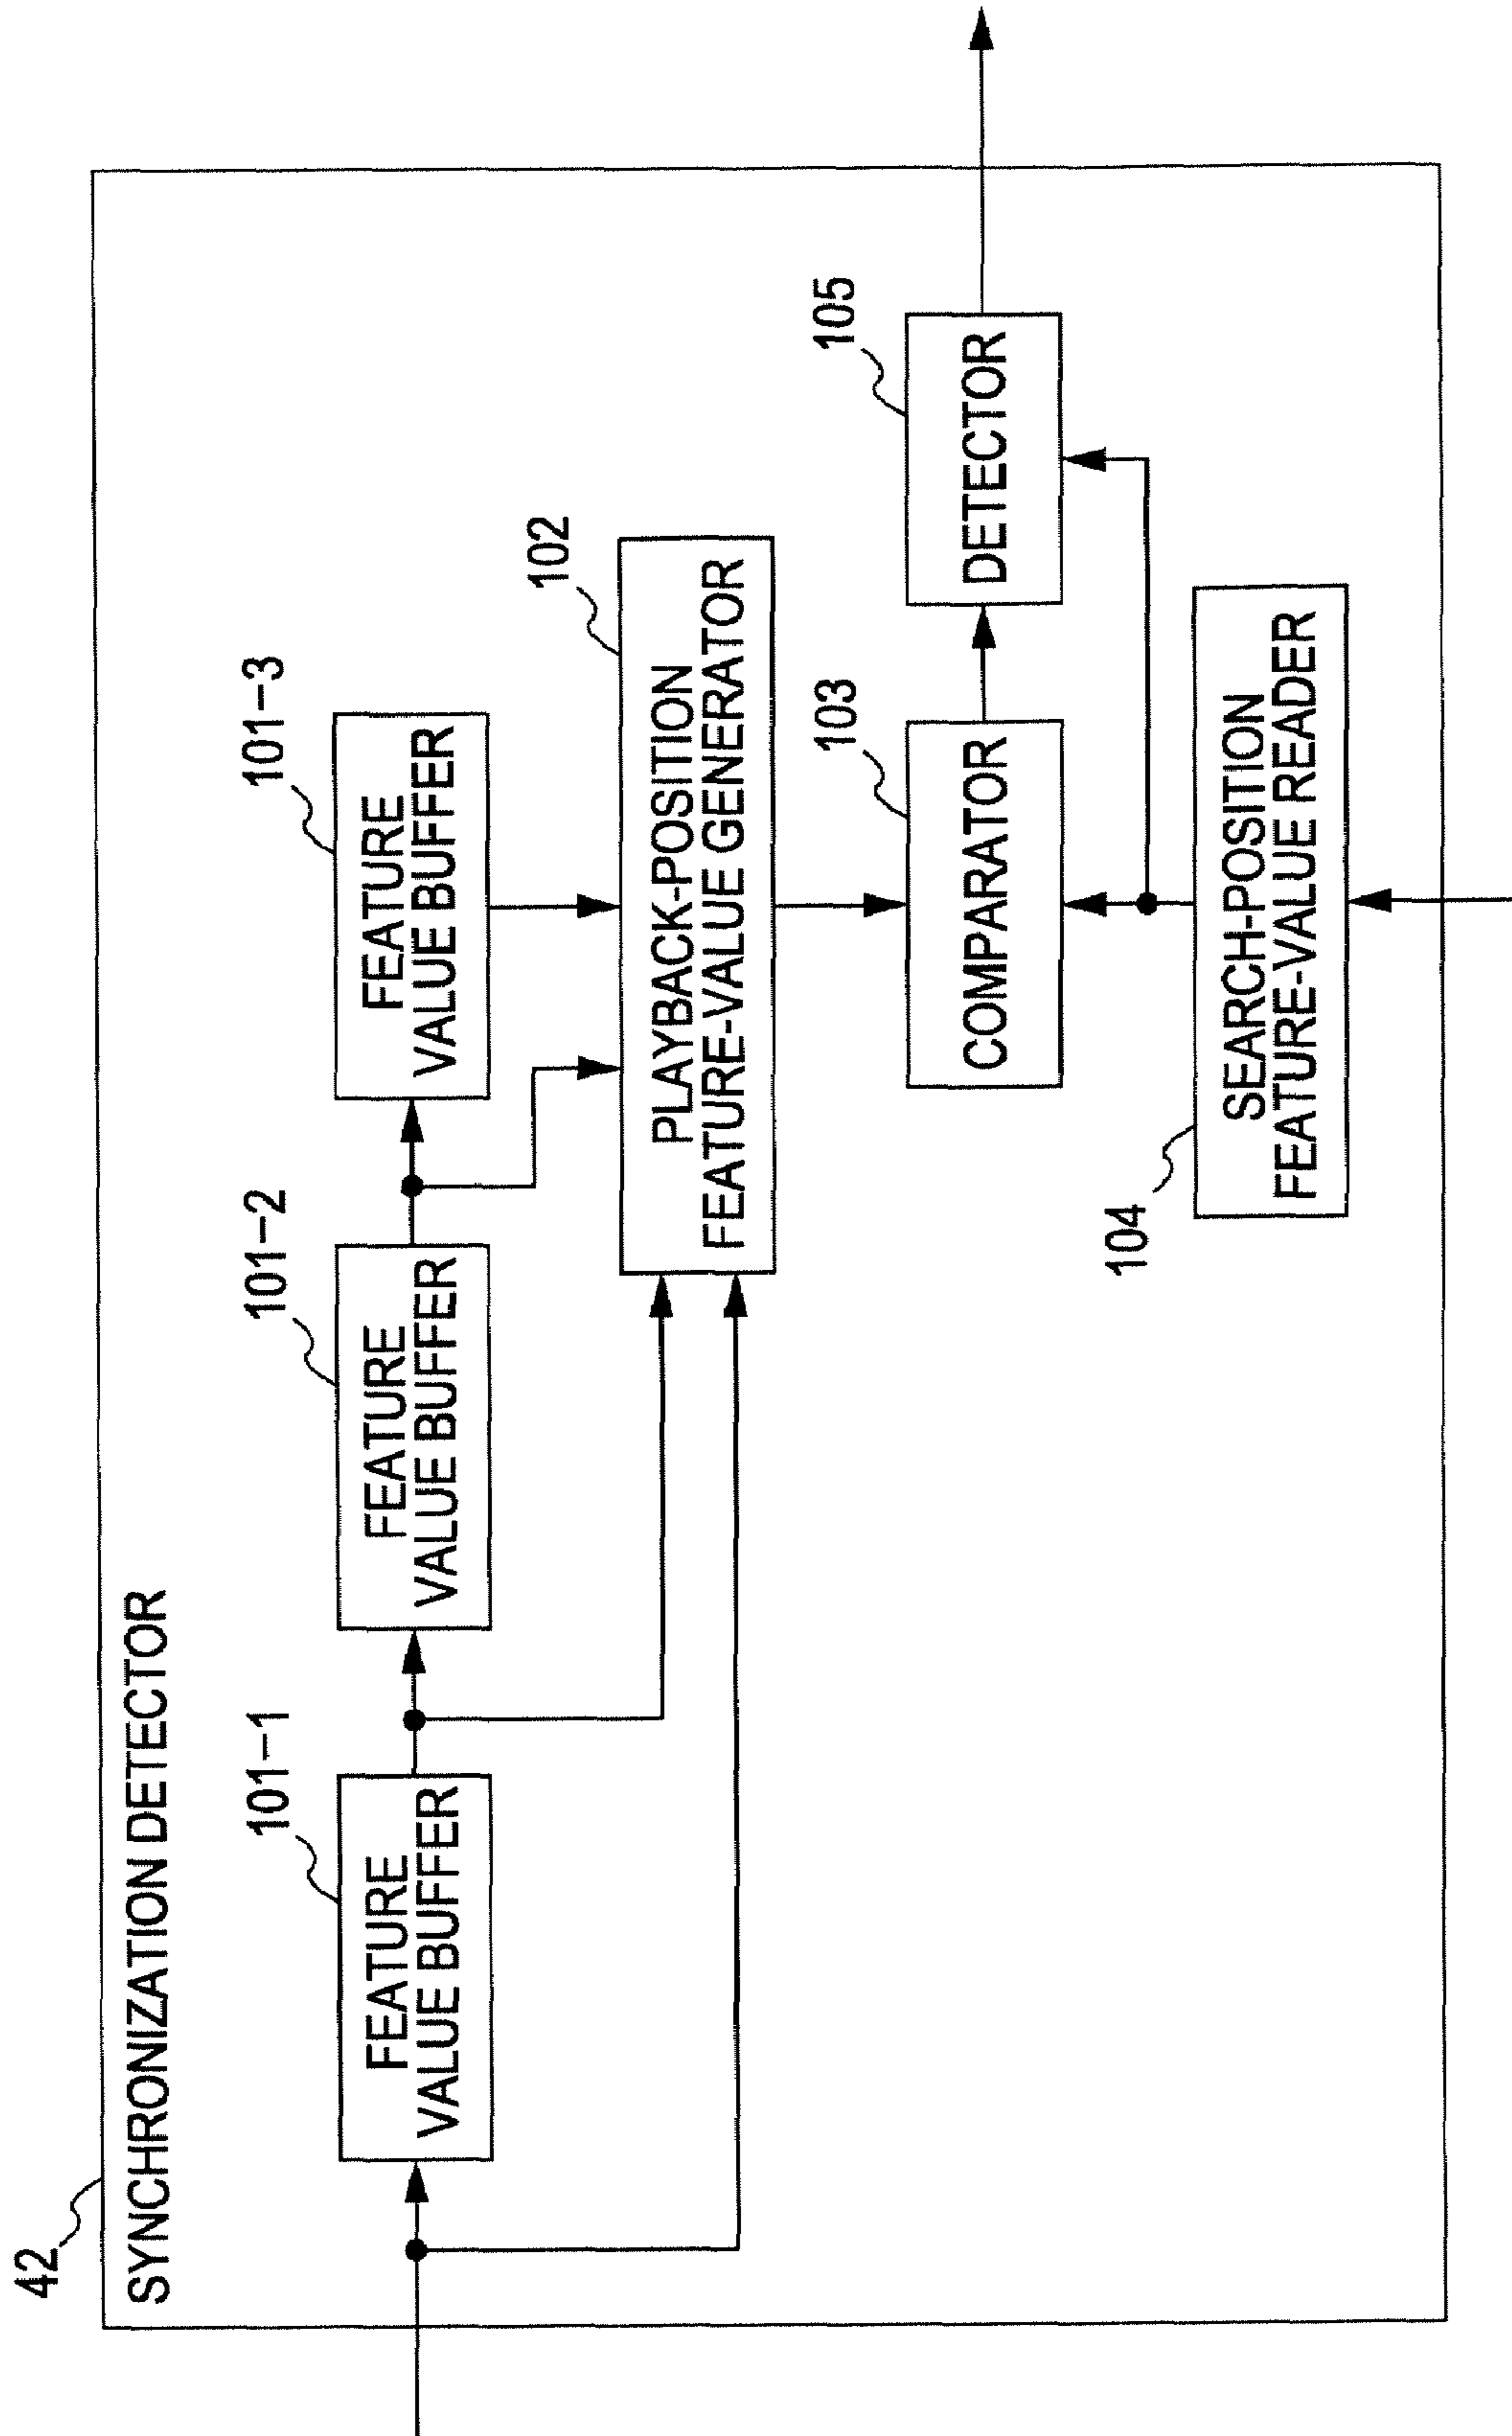 42
SYNCHRONIZATION DETECTOR
101-1
FEATURE
VALUE BUFFER
101-2
FEATURE
VALUE BUFFER
101-3
FEATURE
VALUE BUFFER
102
PLAYBACK-POSITION
FEATURE-VALUE GENERATOR
103
COMPARATOR
105
DETECTOR
104
SEARCH-POSITION
FEATURE-VALUE READER